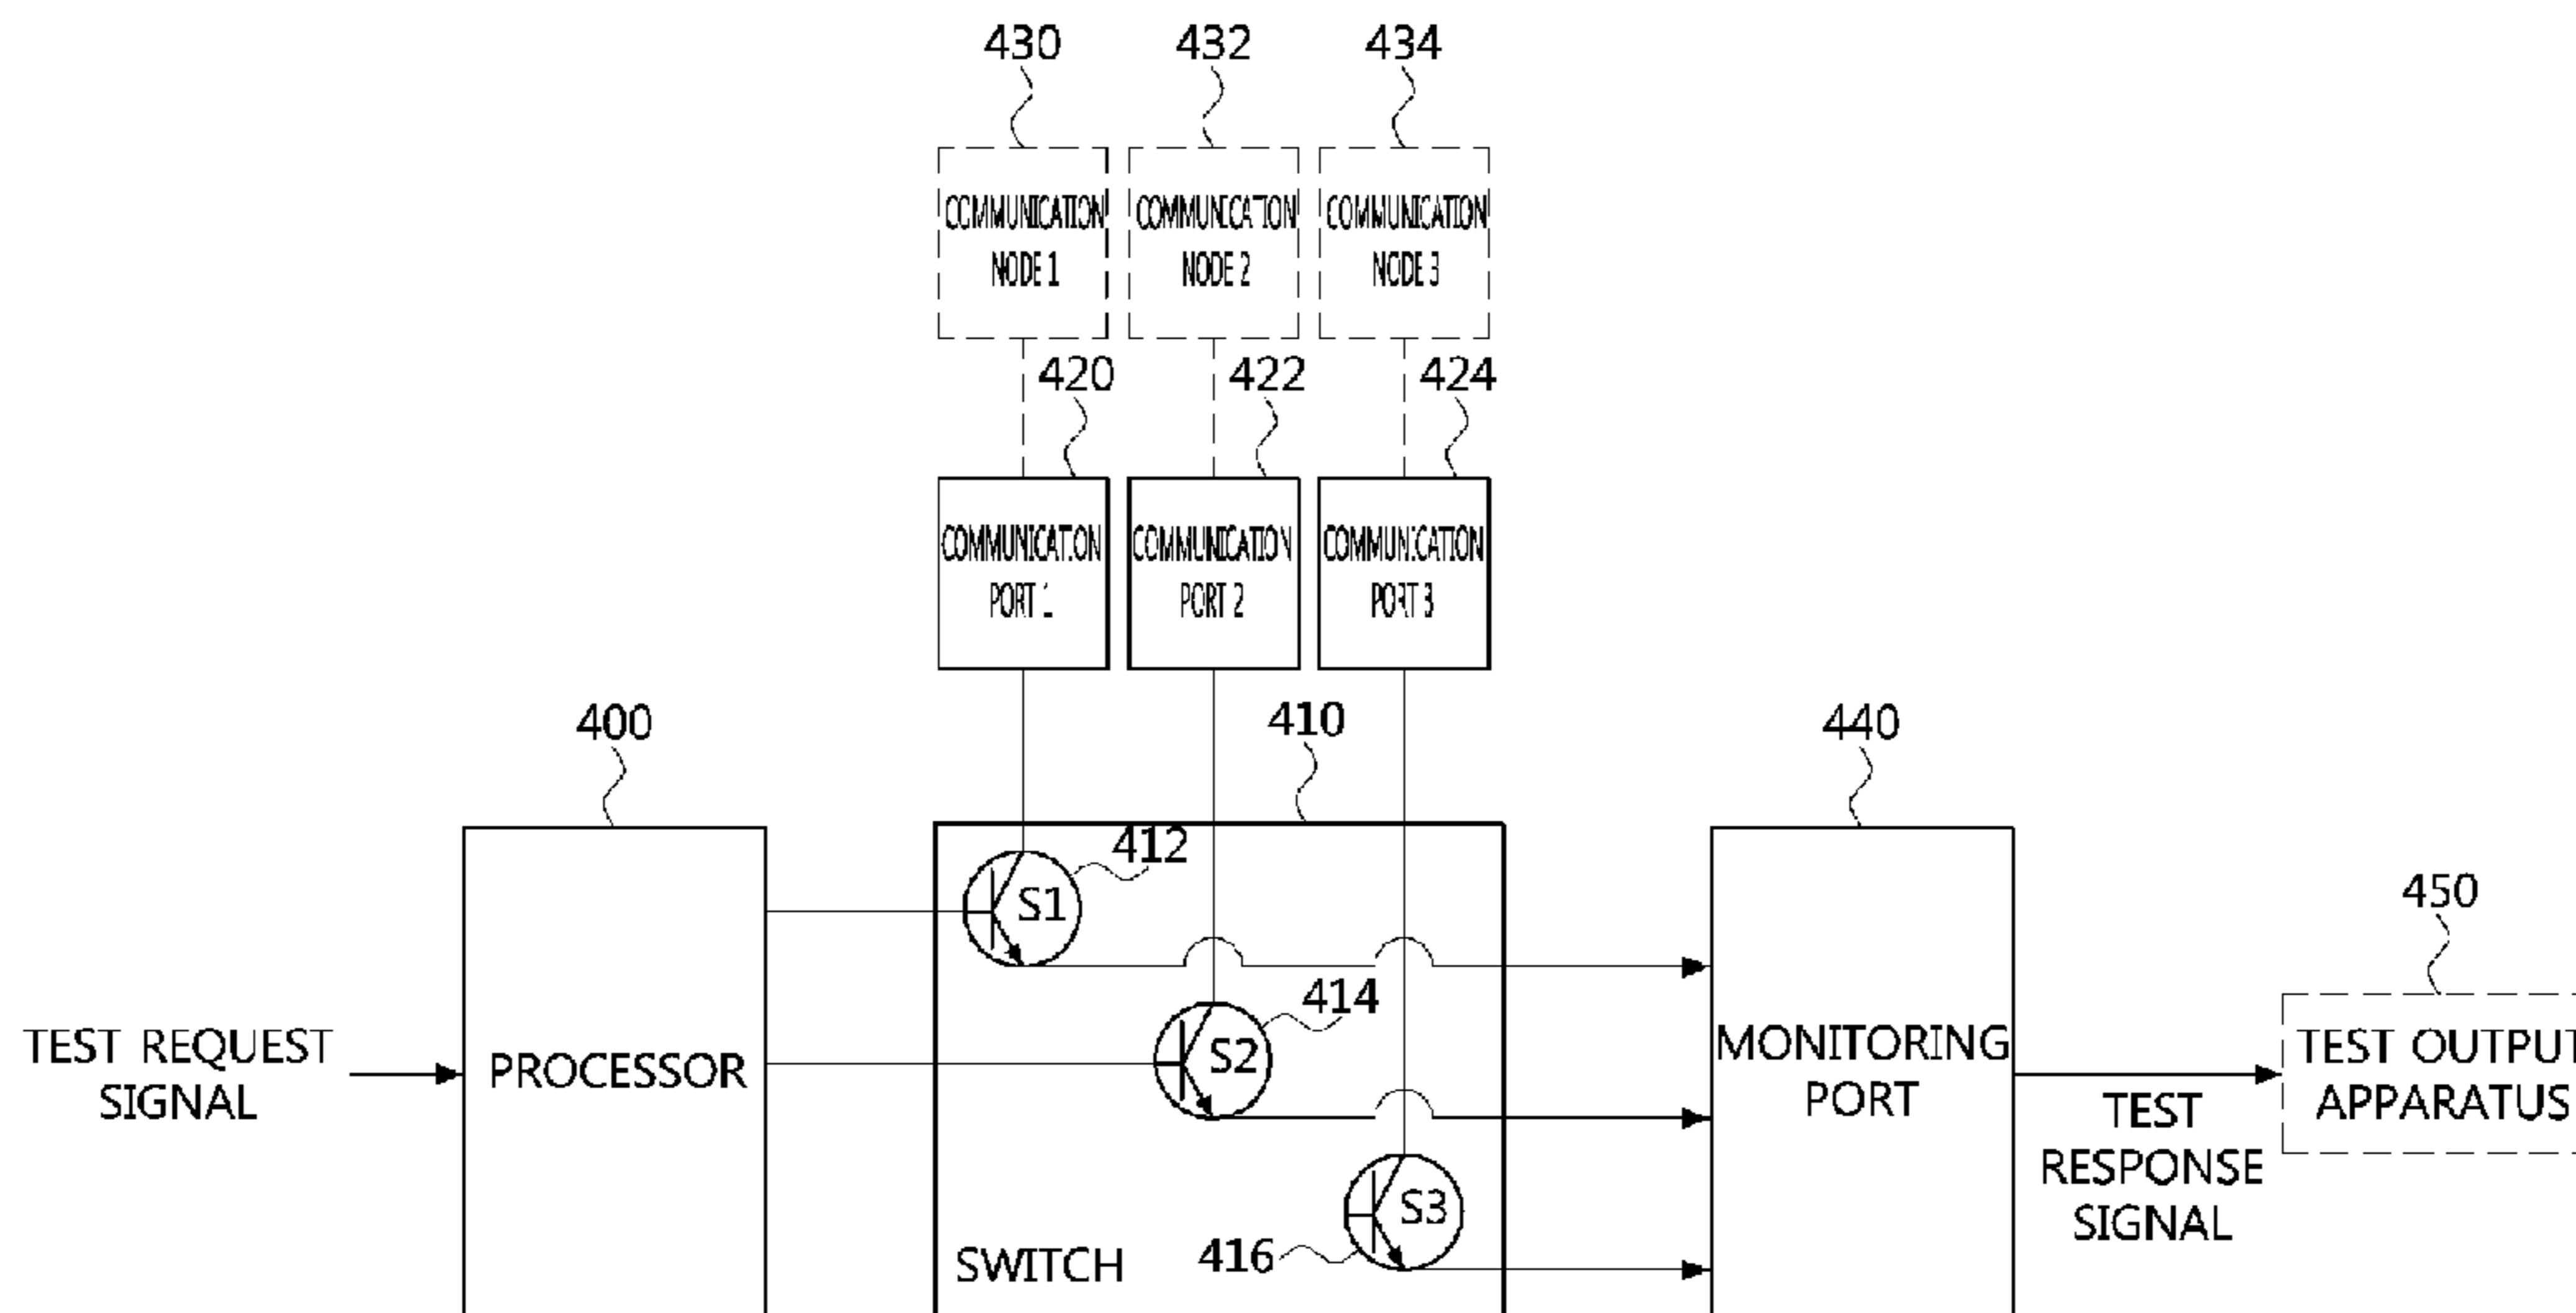 430
432
434
COMMUNICATION
NODE 1
COMMUNICATION
NODE 2
COMMUNICATION
NODE 3
420
422
424
COMMUNICATION
PORT 1
COMMUNICATION
PORT 2
COMMUNICATION
PORT 3
400
410
440
412
S1
450
414
S2
TEST REQUEST
SIGNAL
PROCESSOR
MONITORING
PORT
TEST OUTPUT
APPARATUS
TEST
RESPONSE
SIGNAL
S3
416
SWITCH